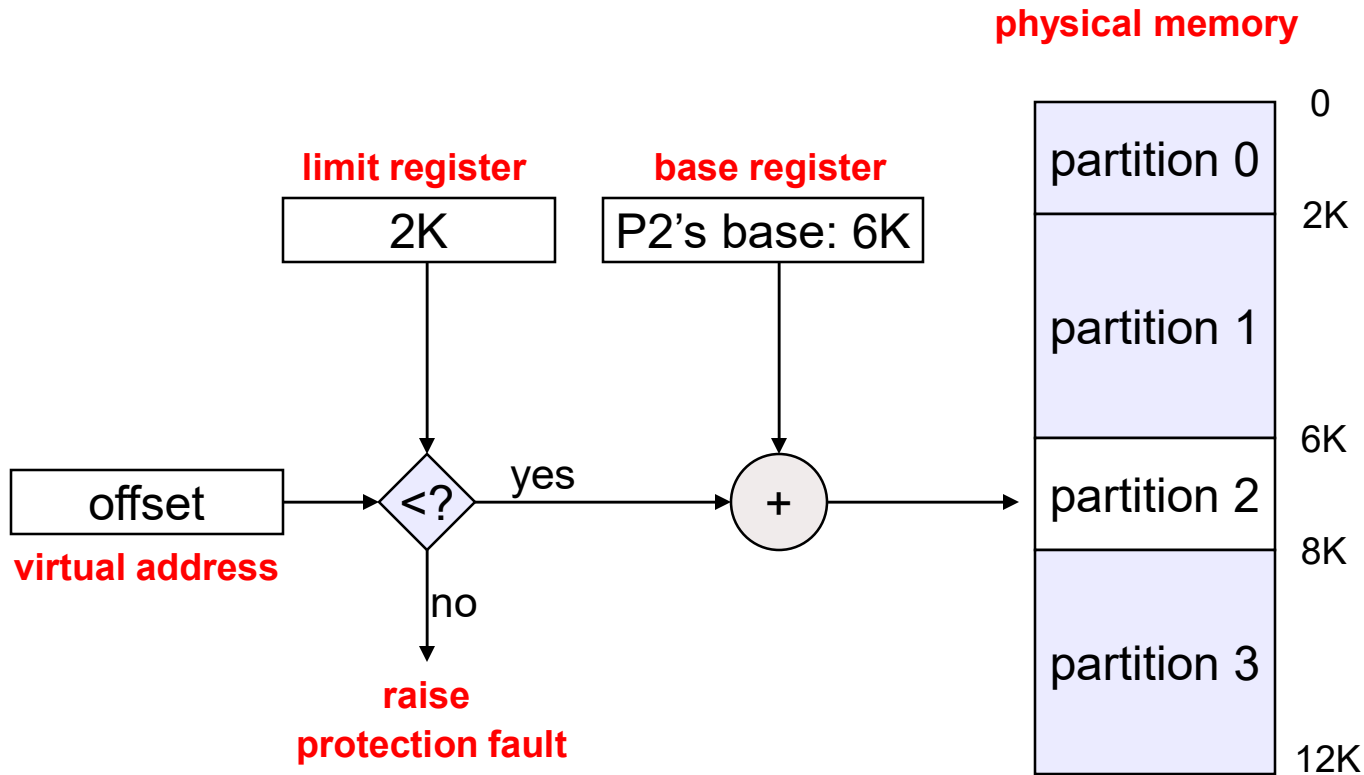 physical memory
0
limit register
base register
partition 0
2K
P2’s base: 6K
2K
partition 1
6K
offset
<?
yes
+
partition 2
virtual address
8K
no
partition 3
raise
protection fault
12K